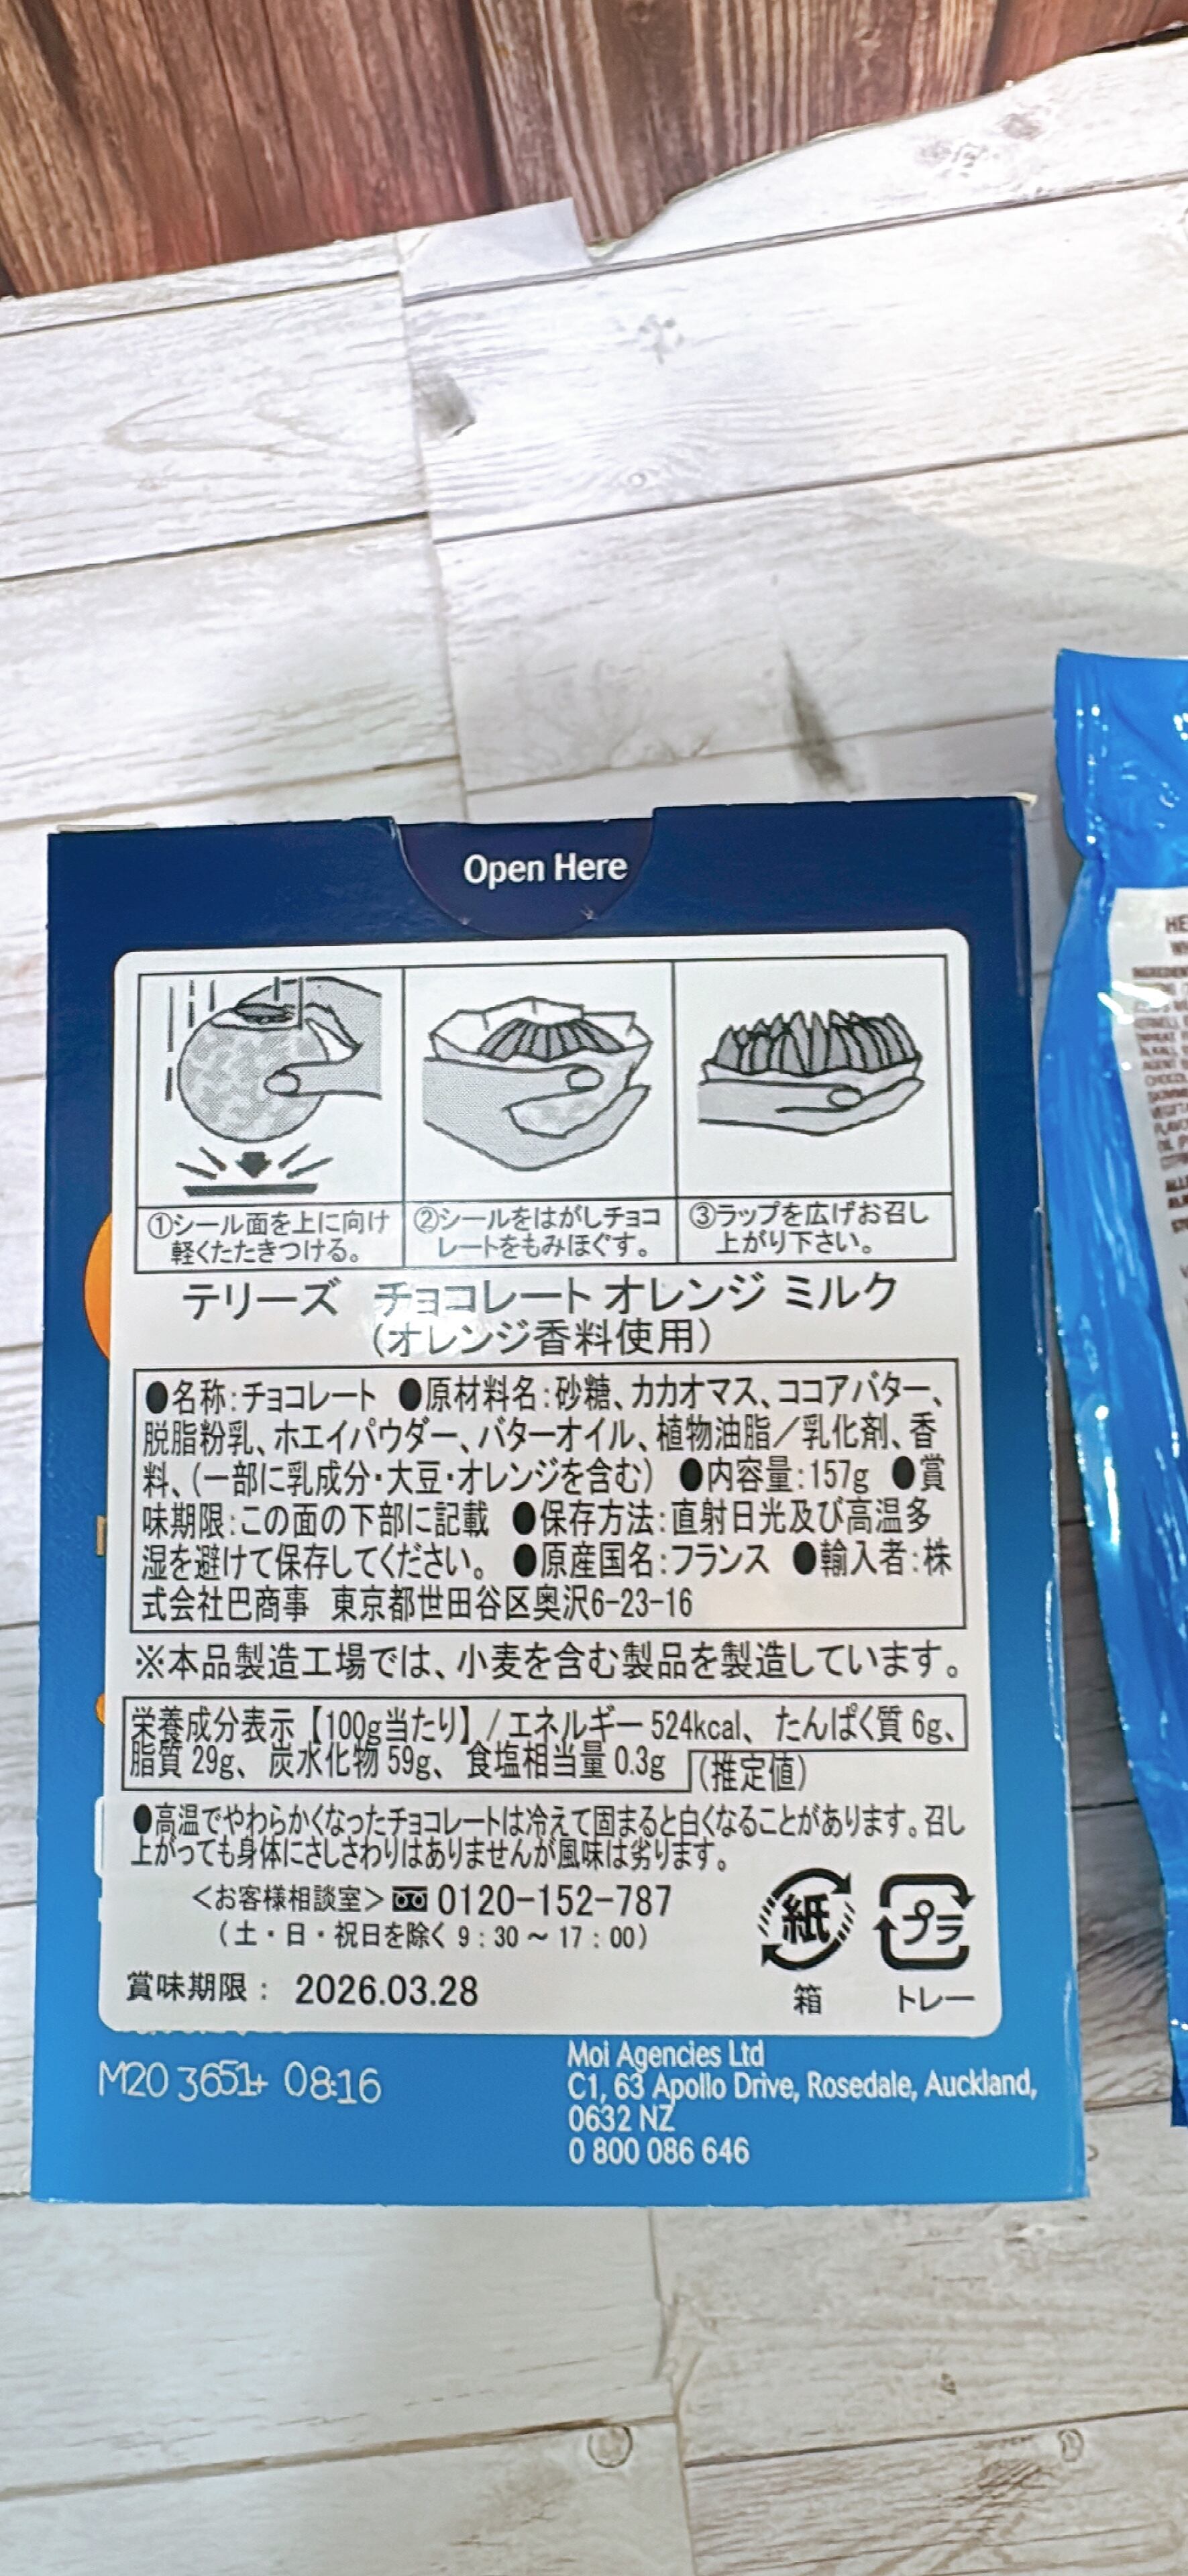 Open Here
①シール面を上に向け
軽くたたきつける。
②シールをはがしチョコ
レートをもみほぐす。
③ラップを広げお召し
上がり下さい。
テリーズ チョコレート オレンジ ミルク
(オレンジ香料使用)
●名称:チョコレート ●原材料名:砂糖、カカオマス、ココアバター、
脱脂粉乳、ホエイパウダー、バターオイル、植物油脂/乳化剤、香
料、(一部に乳成分・大豆・オレンジを含む) ●内容量:157g ●賞
味期限:この面の下部に記載 ●保存方法:直射日光及び高温多
湿を避けて保存してください。 ●原産国名:フランス ●輸入者:株
式会社巴商事 東京都世田谷区奥沢6-23-16
※本品製造工場では、小麦を含む製品を製造しています。
栄養成分表示【100g当たり】/エネルギー 524kcal、たんぱく質 6g、
脂質 29g、炭水化物 59g、食塩相当量 0.3g (推定値)
●高温でやわらかくなったチョコレートは冷えて固まると白くなることがあります。召し
上がっても身体にさしさわりはありませんが風味は劣ります。
<お客様相談室> 0120-152-787
(土・日・祝日を除く 9:30～17:00)
紙
箱
プラ
トレー
賞味期限: 2026.03.28
M20 3651+ 08:16
Moi Agencies Ltd
C1, 63 Apollo Drive, Rosedale, Auckland,
0632 NZ
0 800 086 646